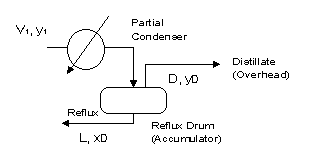 V1, y1
Partial
Condenser
Distillate
(Overhead)
D, y0
Reflux
L, x0
Reflux Drum
(Accumulator)